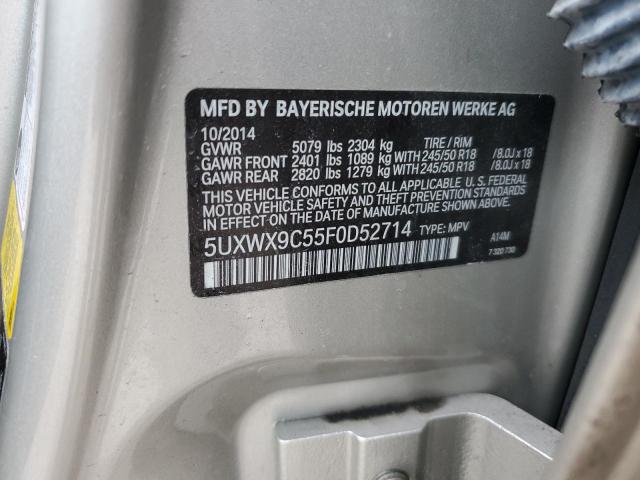 MFD BY BAYERISCHE MOTOREN WERKE AG
10/2014
GVWR 5079 lbs 2304 kg TIRE / RIM
GAWR FRONT 2401 lbs 1089 kg WITH 245/50 R18 /8.0J x 18
GAWR REAR 2820 lbs 1279 kg WITH 245/50 R18 /8.0J x 18
THIS VEHICLE CONFORMS TO ALL APPLICABLE U.S. FEDERAL
MOTOR VEHICLE SAFETY AND THEFT PREVENTION STANDARDS
IN EFFECT ON THE DATE OF MANUFACTURE SHOWN ABOVE.
5UXWX9C55F0D52714 TYPE: MPV A14M
7 320 730